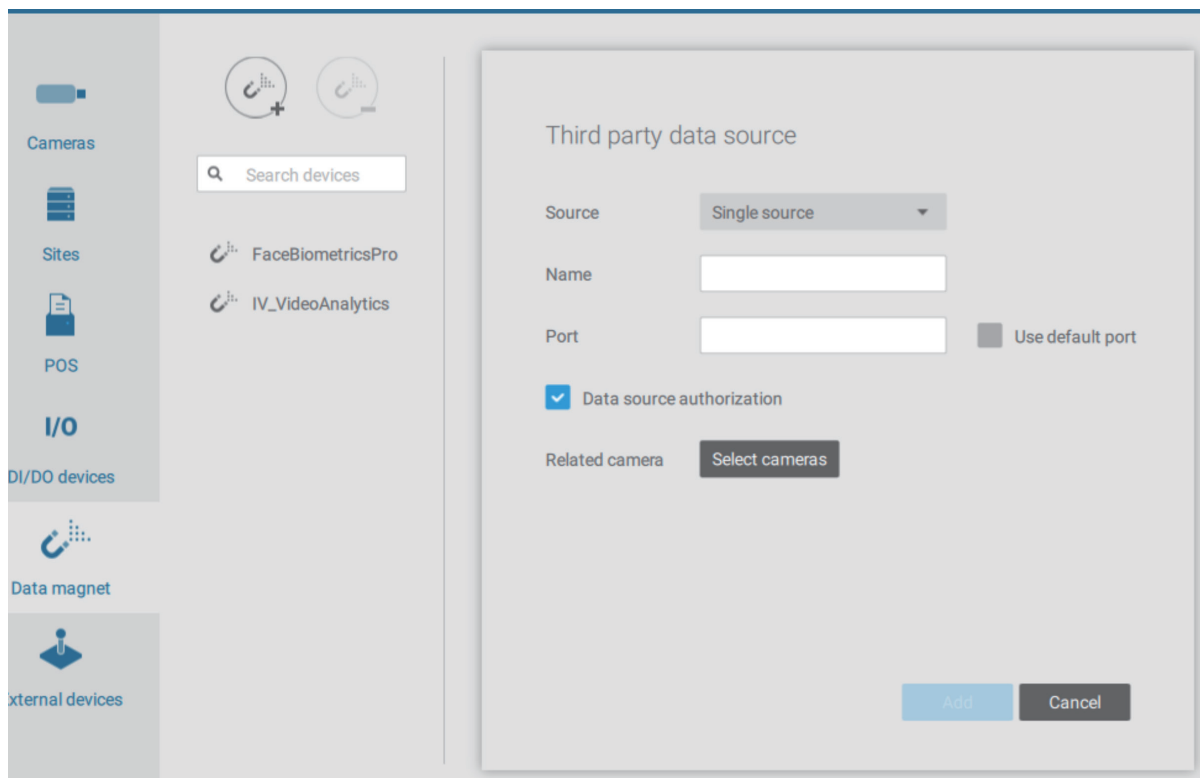 Cameras
Sites
POS
I/O
DI/DO devices
Data magnet
xternal devices
Search devices
FaceBiometricsPro
IV_VideoAnalytics
Third party data source
Source
Single source
Name
Port
Use default port
Data source authorization
Related camera
Select cameras
Add
Cancel